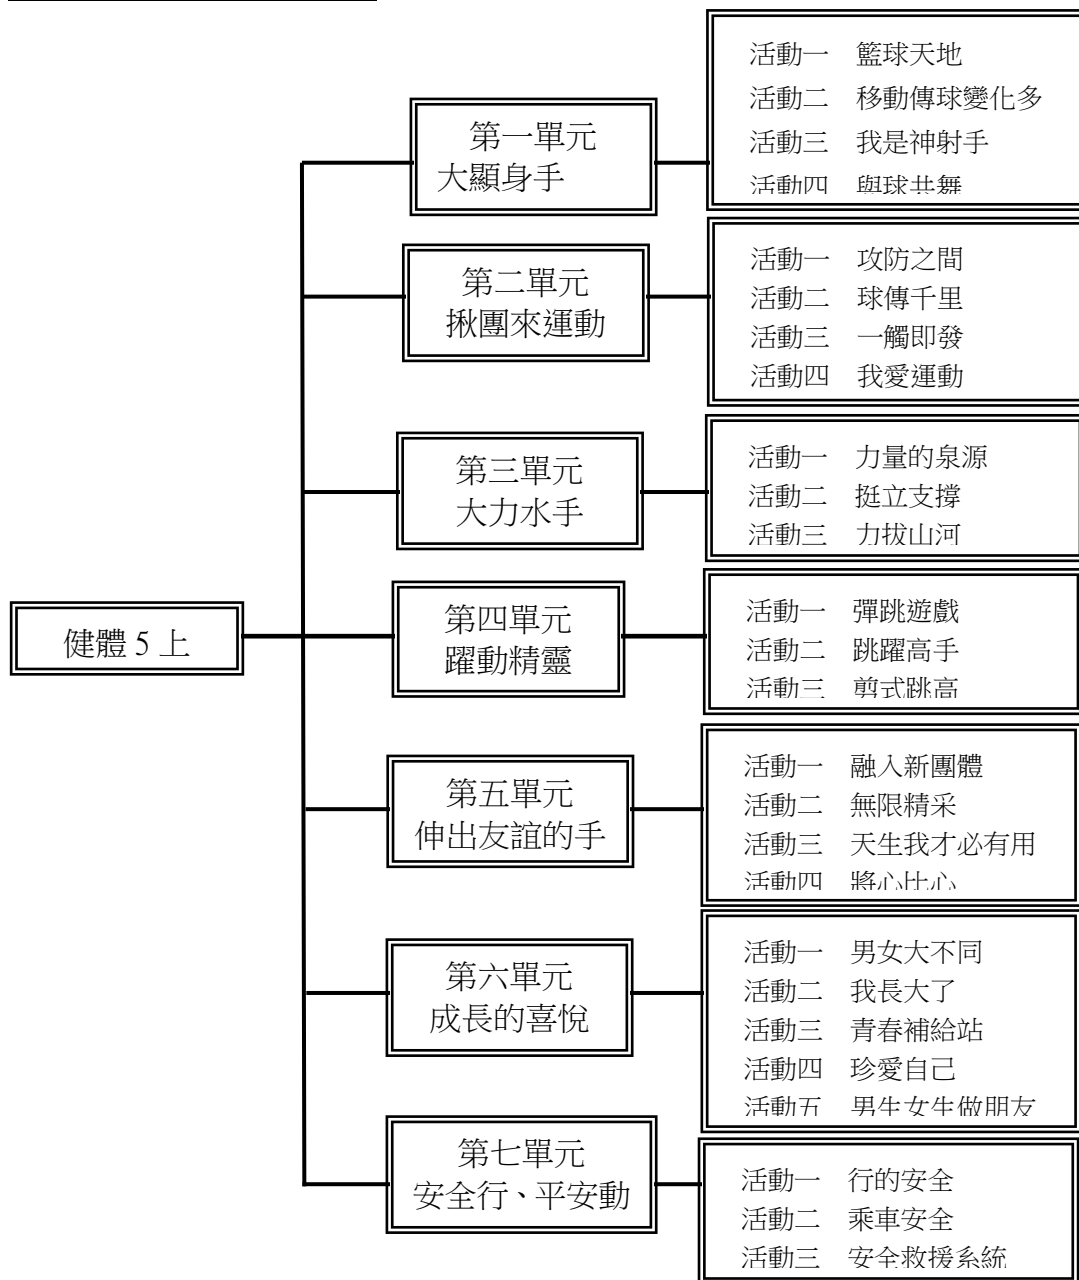 健體 5 上
第一單元
大顯身手
活動一 籃球天地
活動二 移動傳球變化多
活動三 我是神射手
活動四 與球共舞
第二單元
揪團來運動
活動一 攻防之間
活動二 球傳千里
活動三 一觸即發
活動四 我愛運動
第三單元
大力水手
活動一 力量的泉源
活動二 挺立支撐
活動三 力拔山河
第四單元
躍動精靈
活動一 彈跳遊戲
活動二 跳躍高手
活動三 剪式跳高
第五單元
伸出友誼的手
活動一 融入新團體
活動二 無限精采
活動三 天生我才必有用
活動四 將心比心
第六單元
成長的喜悅
活動一 男女大不同
活動二 我長大了
活動三 青春補給站
活動四 珍愛自己
活動五 男生女生做朋友
第七單元
安全行、平安動
活動一 行的安全
活動二 乘車安全
活動三 安全救援系統